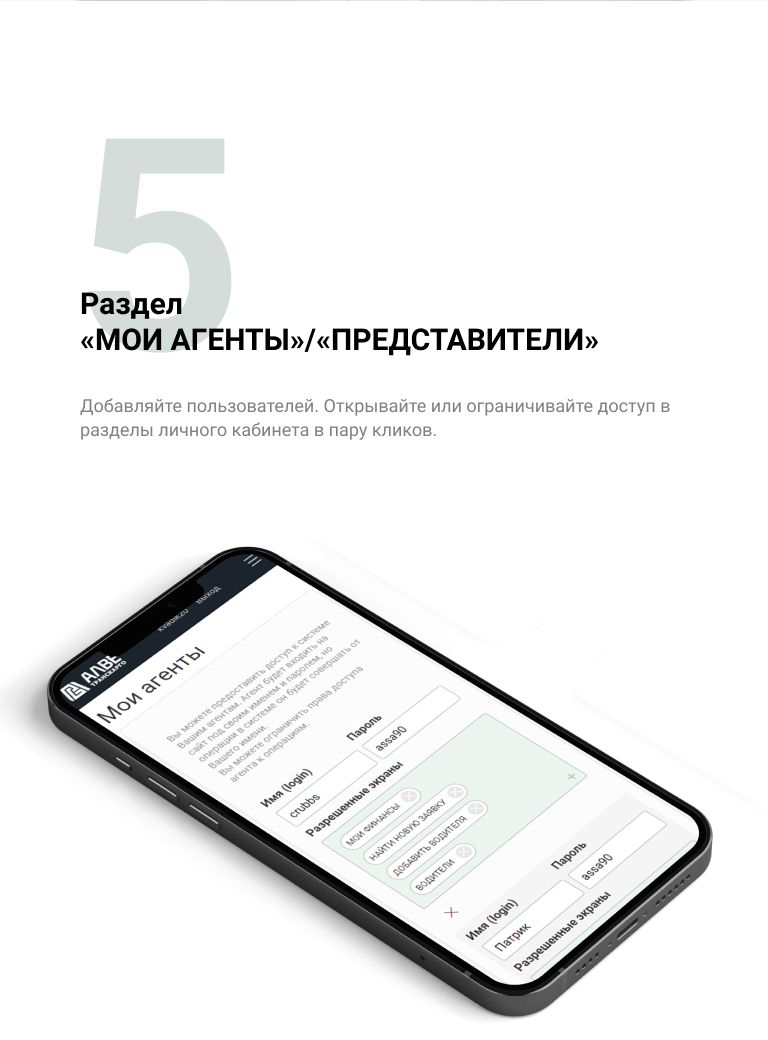 5
Раздел
«МОИ АГЕНТЫ»/«ПРЕДСТАВИТЕЛИ»
Добавляйте пользователей. Открывайте или ограничивайте доступ в
разделы личного кабинета в пару кликов.
ВЫХОД
АЛВЕ
ТРАНСКАРГО
Мои агенты
Вы можете предоставить доступ к системе
Вашим агентам. Агент будет входить на
сайт под своим именем и паролем, но
операции в системе он будет совершать от
Вашего имени.
Вы можете ограничить права доступа
агента к операциям.
Имя (login)
Пароль
crubbs
assa90
Разрешенные экраны
МОИ ФИНАНСЫ
НАЙТИ НОВУЮ ЗАЯВКУ
ДОБАВИТЬ ВОДИТЕЛЯ
ВОДИТЕЛИ
Имя (login)
Пароль
Патрик
assa90
Разрешенные экраны